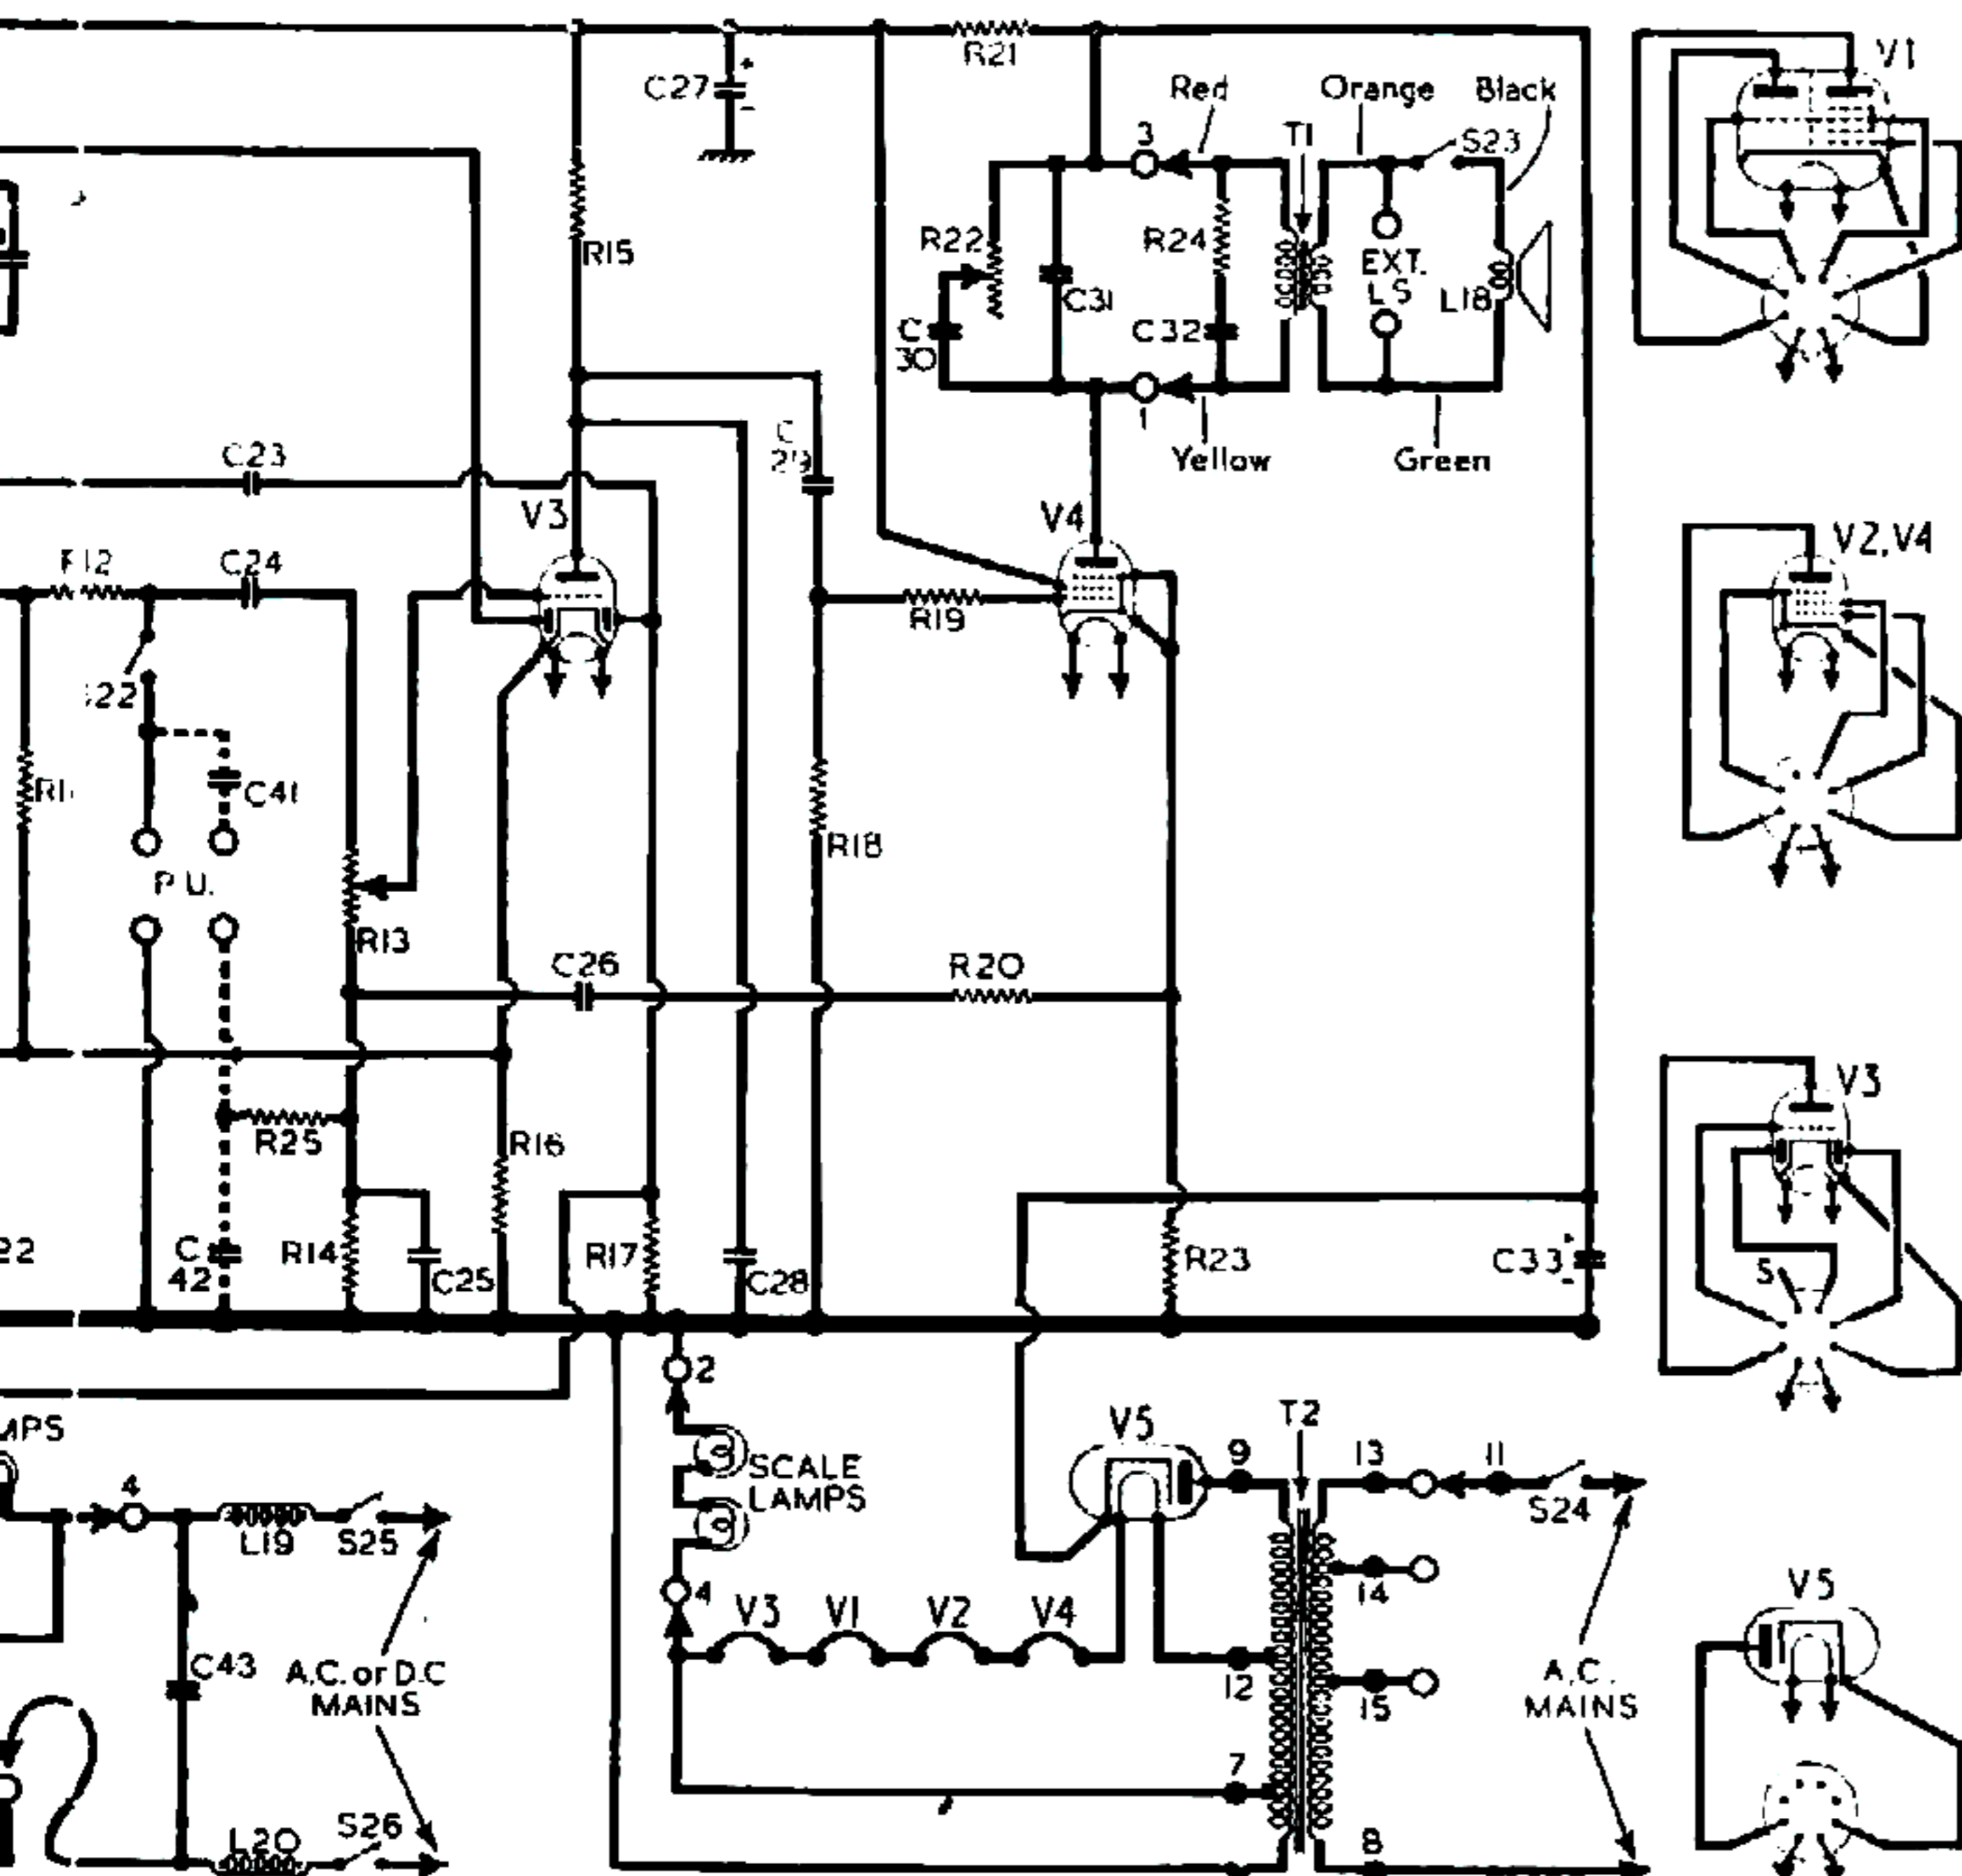 R21
C27
Red
Orange
Black
V1
3
T1
S23
R15
R22
R24
EXT.
LS
L18
C31
C32
C
30
1
Yellow
Green
C
29
C23
V3
V4
V2,V4
C24
R19
C41
R18
P.U.
R13
C26
R20
V3
R25
R16
22
C
42
R14
C25
R17
C28
R23
C33
S
2
MPS
V5
T2
SCALE
LAMPS
9
13
11
4
L19
S25
S24
14
4
V3
V1
V2
V4
V5
C43
A.C. or D.C
MAINS
12
15
A.C.
MAINS
7
L20
S26
8